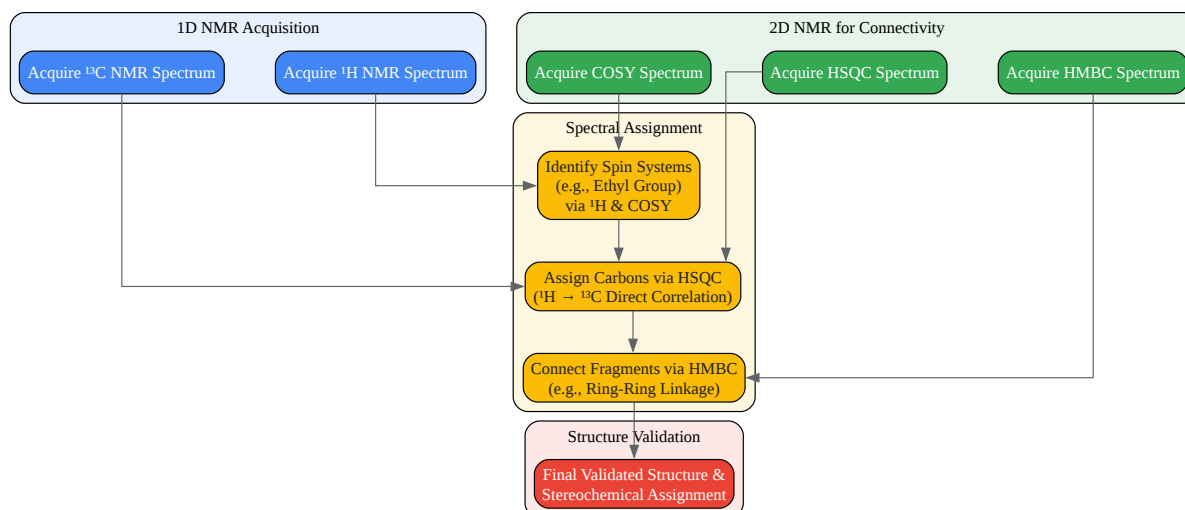 1D NMR Acquisition
2D NMR for Connectivity
Acquire ¹³C NMR Spectrum
Acquire ¹H NMR Spectrum
Acquire COSY Spectrum
Acquire HSQC Spectrum
Acquire HMBC Spectrum
Spectral Assignment
Identify Spin Systems
(e.g., Ethyl Group)
via ¹H & COSY
Assign Carbons via HSQC
(¹H → ¹³C Direct Correlation)
Connect Fragments via HMBC
(e.g., Ring-Ring Linkage)
Structure Validation
Final Validated Structure &
Stereochemical Assignment